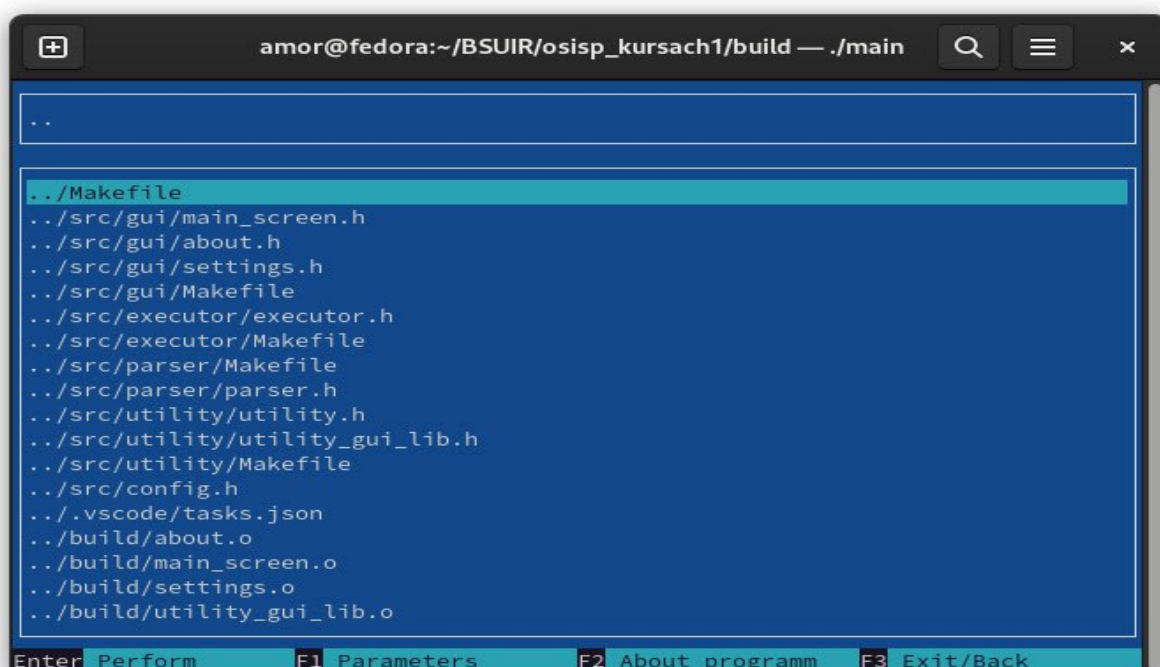 amor@fedora:~/BSUIR/osisp_kursach1/build — ./main
..
../Makefile
../src/gui/main_screen.h
../src/gui/about.h
../src/gui/settings.h
../src/gui/Makefile
../src/executor/executor.h
../src/executor/Makefile
../src/parser/Makefile
../src/parser/parser.h
../src/utility/utility.h
../src/utility/utility_gui_lib.h
../src/utility/Makefile
../src/config.h
../.vscode/tasks.json
../build/about.o
../build/main_screen.o
../build/settings.o
../build/utility_gui_lib.o
Enter Perform F1 Parameters F2 About programm F3 Exit/Back